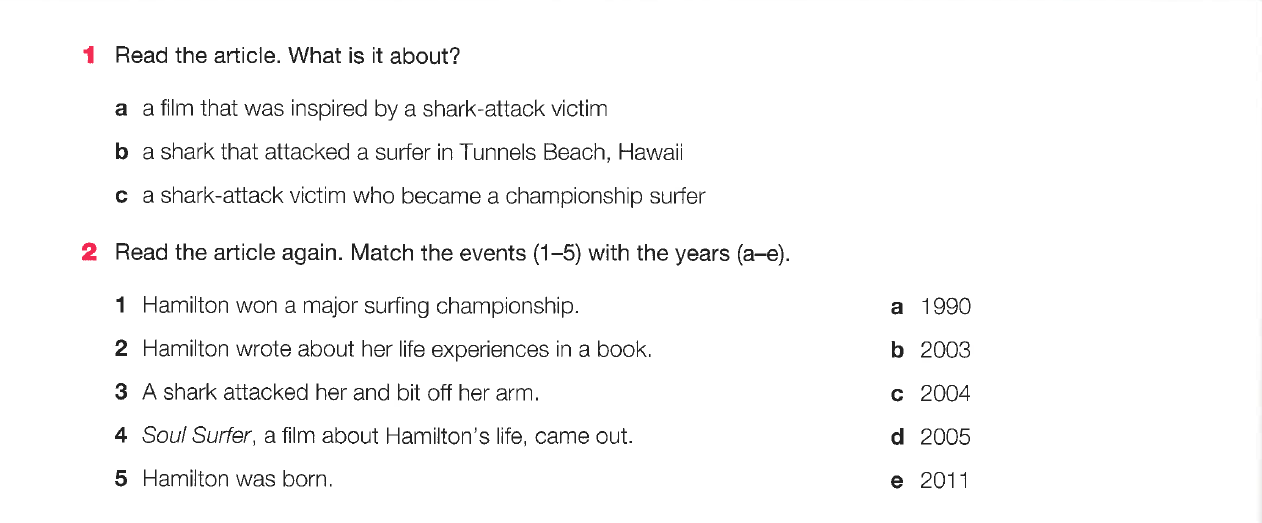 1 Read the article. What is it about?
a a film that was inspired by a shark-attack victim
b a shark that attacked a surfer in Tunnels Beach, Hawaii
c a shark-attack victim who became a championship surfer
2 Read the article again. Match the events (1–5) with the years (a–e).
1 Hamilton won a major surfing championship. a 1990
2 Hamilton wrote about her life experiences in a book. b 2003
3 A shark attacked her and bit off her arm. c 2004
4 Soul Surfer, a film about Hamilton's life, came out. d 2005
5 Hamilton was born. e 2011